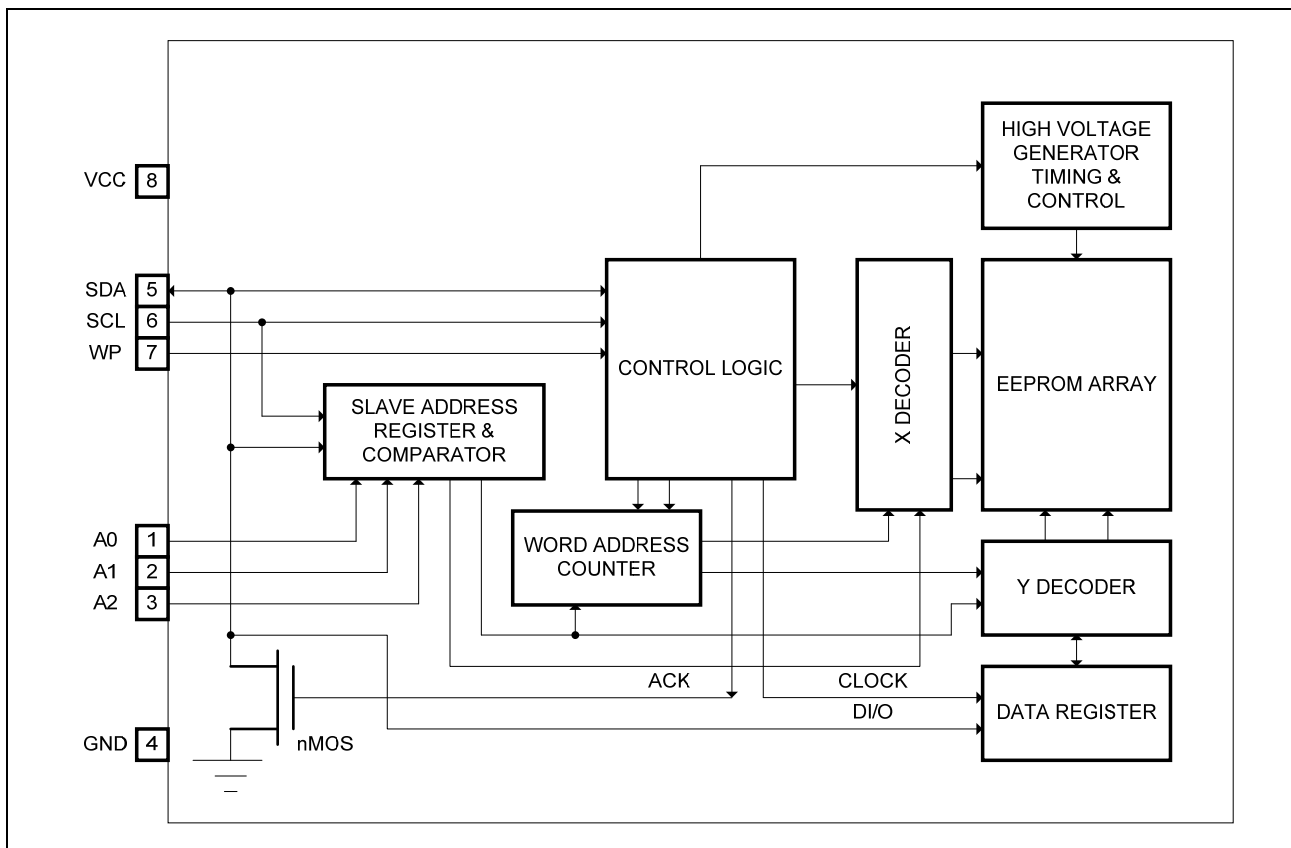 HIGH VOLTAGE
GENERATOR
TIMING &
CONTROL
VCC 8
SDA 5
SCL 6
WP 7
CONTROL LOGIC
X DECODER
EEPROM ARRAY
SLAVE ADDRESS
REGISTER &
COMPARATOR
A0 1
A1 2
A2 3
WORD ADDRESS
COUNTER
Y DECODER
ACK
CLOCK
DI/O
DATA REGISTER
GND 4
nMOS